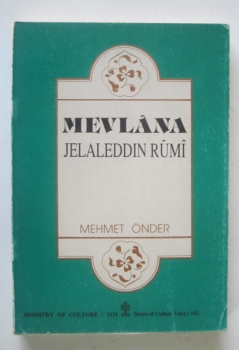 MEVLÂNA
JELALEDDIN RÛMÎ
MEHMET ÖNDER
MINISTRY OF CULTURE /